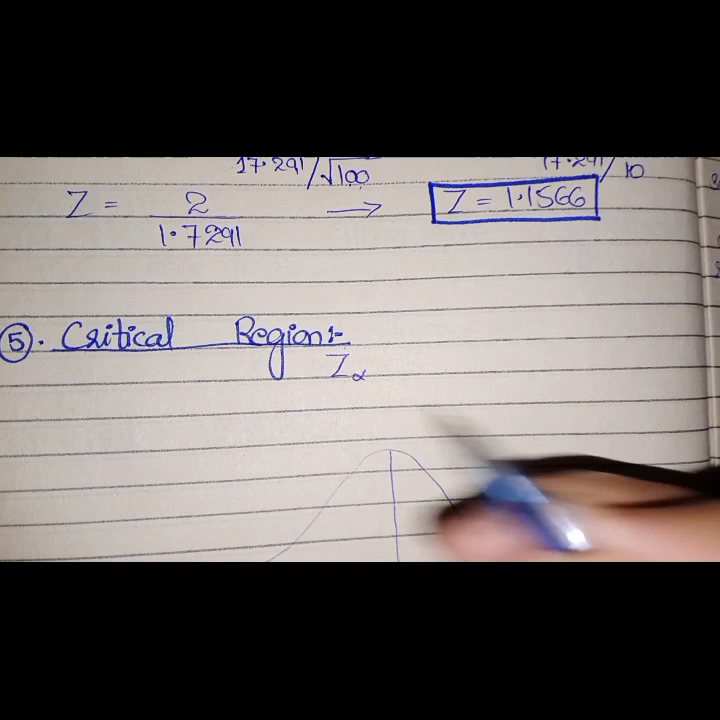 17.291/√100 17.291/10
Z = 2/1.7291 → Z = 1.1566
5. Critical Region:-
Zα